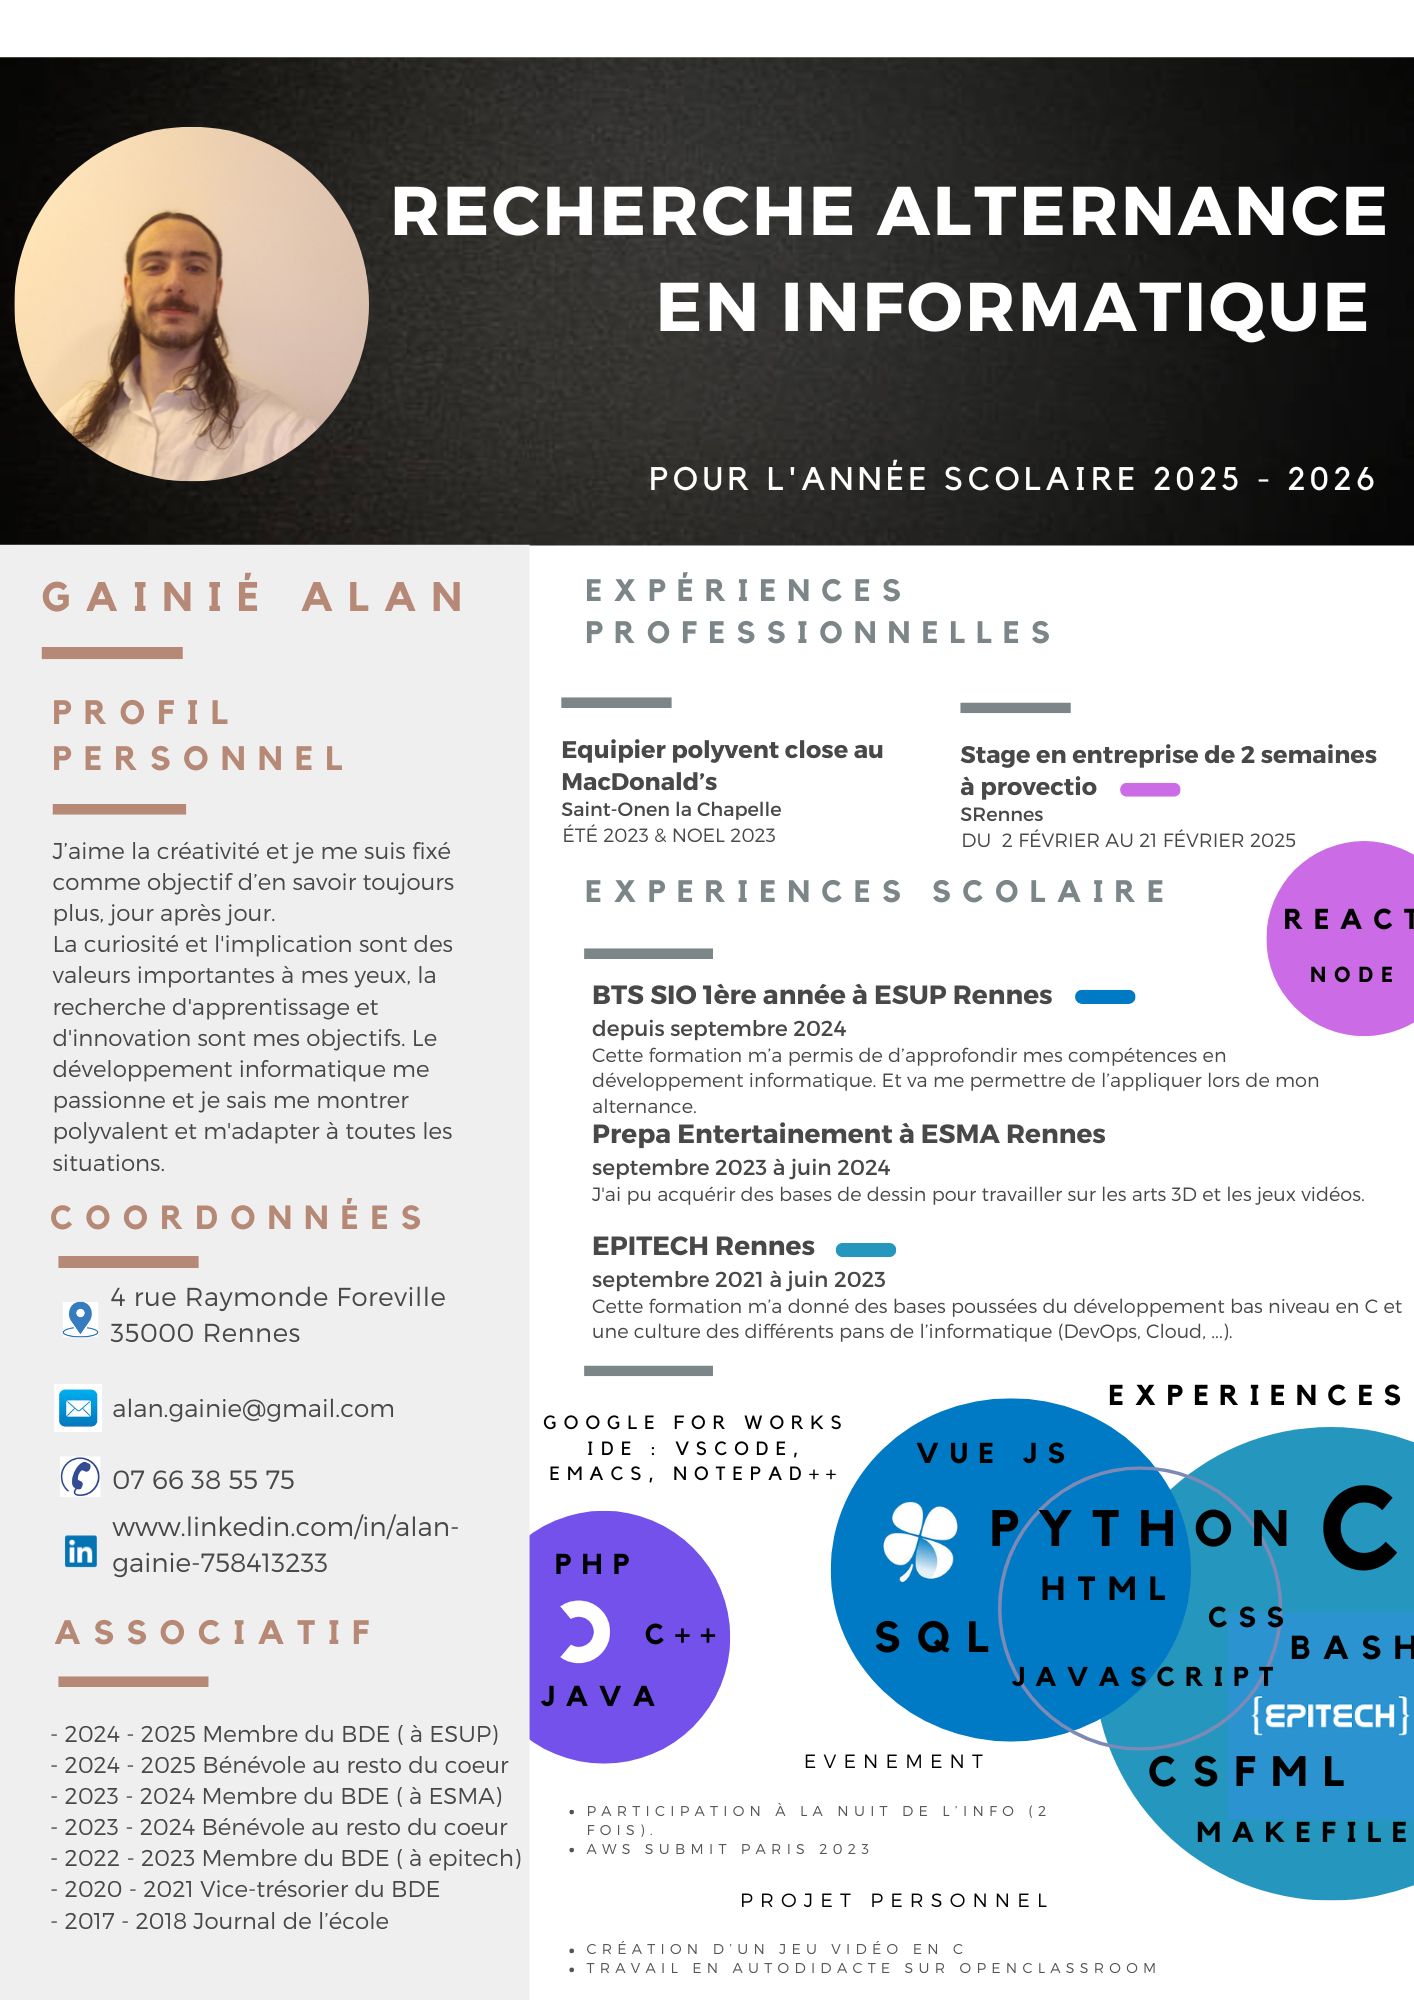 RECHERCHE ALTERNANCE
EN INFORMATIQUE
POUR L'ANNÉE SCOLAIRE 2025 - 2026
GAINIÉ ALAN
PROFIL
PERSONNEL
J'aime la créativité et je me suis fixé
comme objectif d'en savoir toujours
plus, jour après jour.
La curiosité et l'implication sont des
valeurs importantes à mes yeux, la
recherche d'apprentissage et
d'innovation sont mes objectifs. Le
développement informatique me
passionne et je sais me montrer
polyvalent et m'adapter à toutes les
situations.
COORDONNÉES
4 rue Raymonde Foreville
35000 Rennes
alan.gainie@gmail.com
07 66 38 55 75
www.linkedin.com/in/alan-
gainie-758413233
ASSOCIATIF
- 2024 - 2025 Membre du BDE ( à ESUP)
- 2024 - 2025 Bénévole au resto du coeur
- 2023 - 2024 Membre du BDE ( à ESMA)
- 2023 - 2024 Bénévole au resto du coeur
- 2022 - 2023 Membre du BDE ( à epitech)
- 2020 - 2021 Vice-trésorier du BDE
- 2017 - 2018 Journal de l'école
EXPÉRIENCES
PROFESSIONNELLES
Equipier polyvent close au
MacDonald's
Saint-Onen la Chapelle
ÉTÉ 2023 & NOEL 2023
Stage en entreprise de 2 semaines
à provectio
SRennes
DU 2 FÉVRIER AU 21 FÉVRIER 2025
EXPERIENCES SCOLAIRE
REACT
NODE
BTS SIO 1ère année à ESUP Rennes
depuis septembre 2024
Cette formation m'a permis de d'approfondir mes compétences en
développement informatique. Et va me permettre de l'appliquer lors de mon
alternance.
Prepa Entertainement à ESMA Rennes
septembre 2023 à juin 2024
J'ai pu acquérir des bases de dessin pour travailler sur les arts 3D et les jeux vidéos.
EPITECH Rennes
septembre 2021 à juin 2023
Cette formation m'a donné des bases poussées du développement bas niveau en C et
une culture des différents pans de l'informatique (DevOps, Cloud, ...).
EXPERIENCES
GOOGLE FOR WORKS
IDE : VSCODE,
EMACS, NOTEPAD++
VUE JS
PYTHON
C
HTML
CSS
SQL
BASH
JAVASCRIPT
{EPITECH}
CSFML
MAKEFILE
PHP
C++
JAVA
EVENEMENT
• PARTICIPATION À LA NUIT DE L'INFO (2
FOIS).
• AWS SUBMIT PARIS 2023
PROJET PERSONNEL
• CRÉATION D'UN JEU VIDÉO EN C
• TRAVAIL EN AUTODIDACTE SUR OPENCLASSROOM